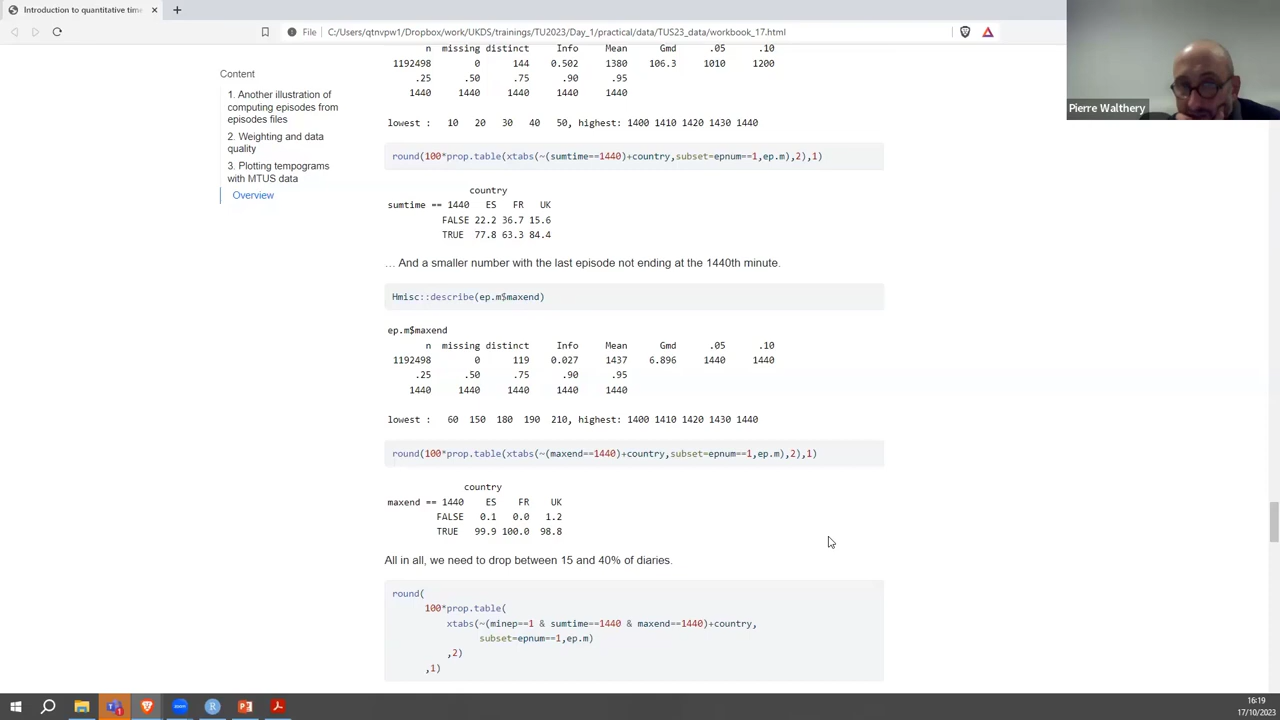 Introduction to quantitative tim
File
C:/Users/qtnvpw1/Dropbox/work/UKDS/trainings/TU2023/Day_1/practical/data/TUS23_data/workbook_17.html
Pierre Walthery
Content
1. Another illustration of
computing episodes from
episodes files
2. Weighting and data
quality
3. Plotting tempograms
with MTUS data
Overview
n missing distinct Info Mean Gmd .05 .10
1192498 0 144 0.502 1380 106.3 1010 1200
.25 .50 .75 .90 .95
1440 1440 1440 1440 1440
lowest : 10 20 30 40 50, highest: 1400 1410 1420 1430 1440
round(100*prop.table(xtabs(~(sumtime==1440)+country,subset=epnum==1,ep.m),2),1)
country
sumtime == 1440 ES FR UK
FALSE 22.2 36.7 15.6
TRUE 77.8 63.3 84.4
… And a smaller number with the last episode not ending at the 1440th minute.
Hmisc::describe(ep.m$maxend)
ep.m$maxend
n missing distinct Info Mean Gmd .05 .10
1192498 0 119 0.027 1437 6.896 1440 1440
.25 .50 .75 .90 .95
1440 1440 1440 1440 1440
lowest : 60 150 180 190 210, highest: 1400 1410 1420 1430 1440
round(100*prop.table(xtabs(~(maxend==1440)+country,subset=epnum==1,ep.m),2),1)
country
maxend == 1440 ES FR UK
FALSE 0.1 0.0 1.2
TRUE 99.9 100.0 98.8
All in all, we need to drop between 15 and 40% of diaries.
round(
100*prop.table(
xtabs(~(minep==1 & sumtime==1440 & maxend==1440)+country,
subset=epnum==1,ep.m)
,2)
,1)
16:19
17/10/2023